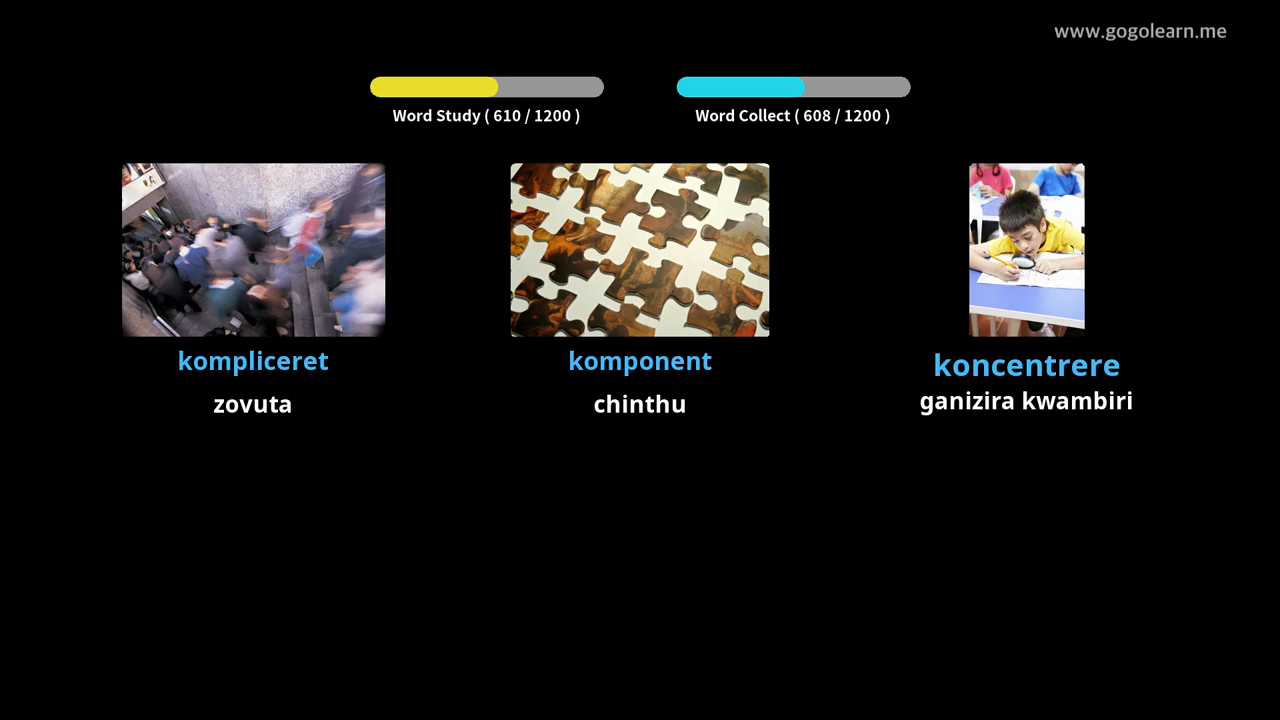 www.gogolearn.me
Word Study ( 610 / 1200 )
Word Collect ( 608 / 1200 )
kompliceret
komponent
koncentrere
zovuta
chinthu
ganizira kwambiri